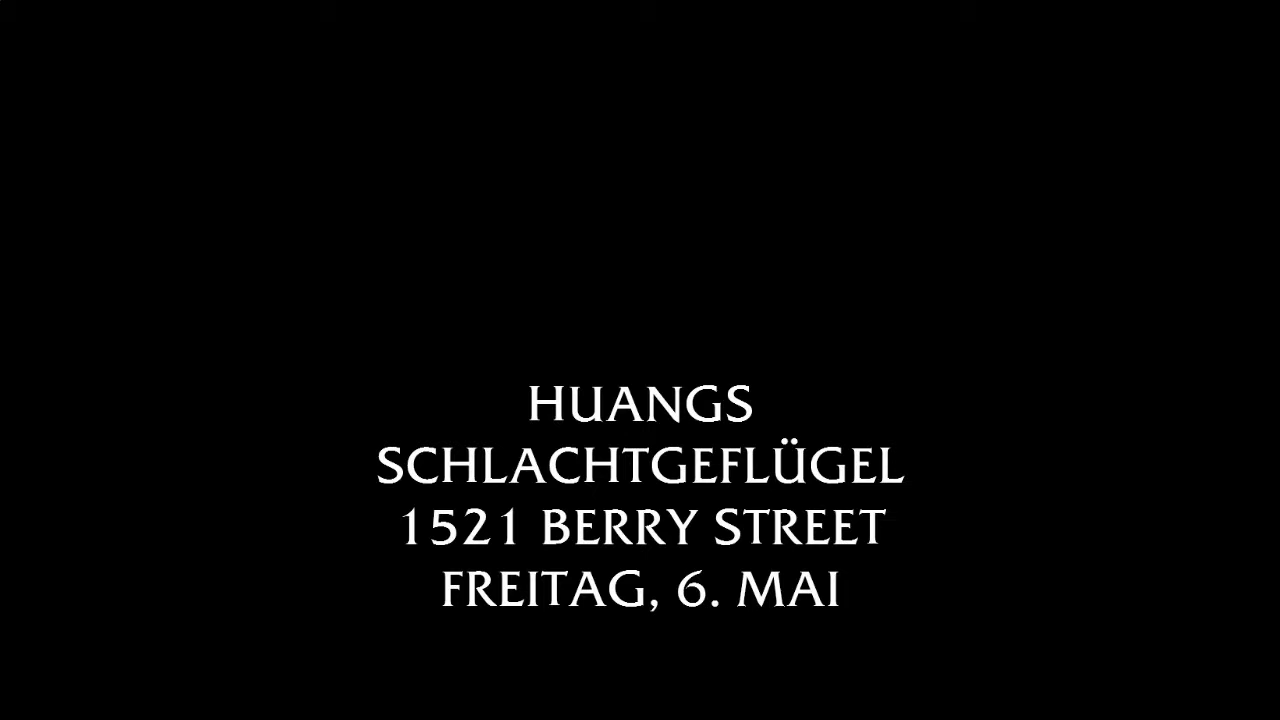 HUANGS
SCHLACHTGEFLÜGEL
1521 BERRY STREET
FREITAG, 6. MAI